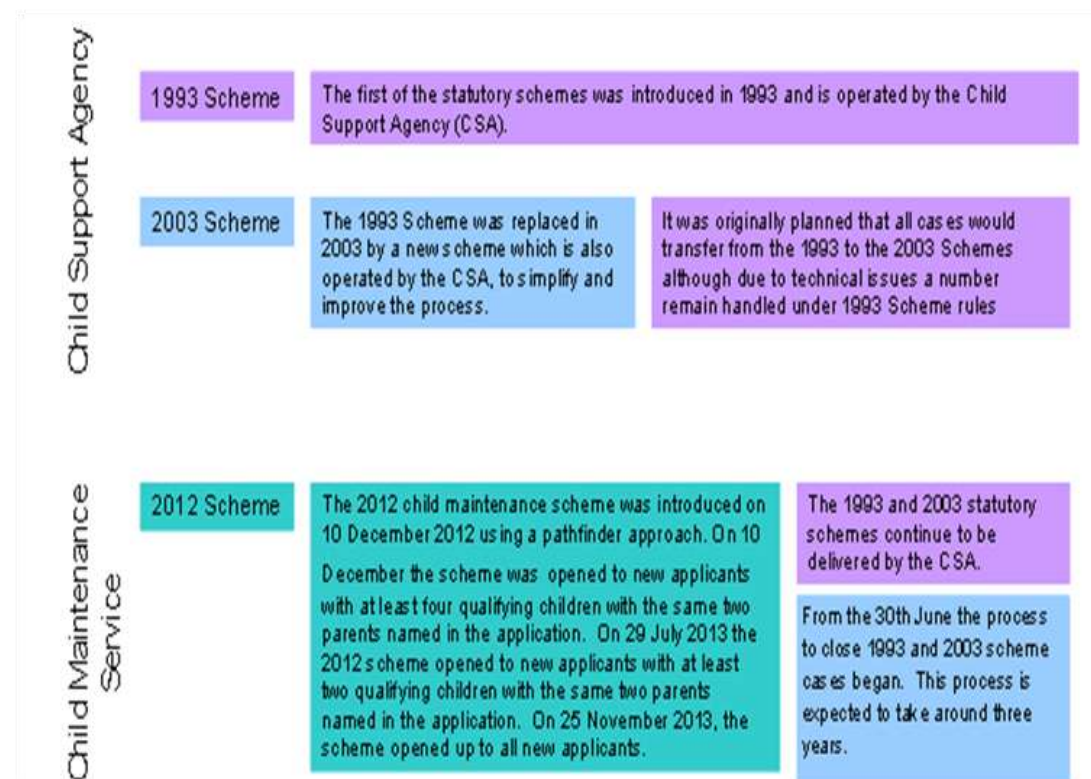 Child Support Agency
1993 Scheme
The first of the statutory schemes was introduced in 1993 and is operated by the Child
Support Agency (CSA).
2003 Scheme
The 1993 Scheme was replaced in
2003 by a new scheme which is also
operated by the CSA, to simplify and
improve the process.
It was originally planned that all cases would
transfer from the 1993 to the 2003 Schemes
although due to technical issues a number
remain handled under 1993 Scheme rules
Child Maintenance
Service
2012 Scheme
The 2012 child maintenance scheme was introduced on
10 December 2012 using a pathfinder approach. On 10
December the scheme was opened to new applicants
with at least four qualifying children with the same two
parents named in the application. On 29 July 2013 the
2012 scheme opened to new applicants with at least
two qualifying children with the same two parents
named in the application. On 25 November 2013, the
scheme opened up to all new applicants.
The 1993 and 2003 statutory
schemes continue to be
delivered by the CSA.
From the 30th June the process
to close 1993 and 2003 scheme
cases began. This process is
expected to take around three
years.